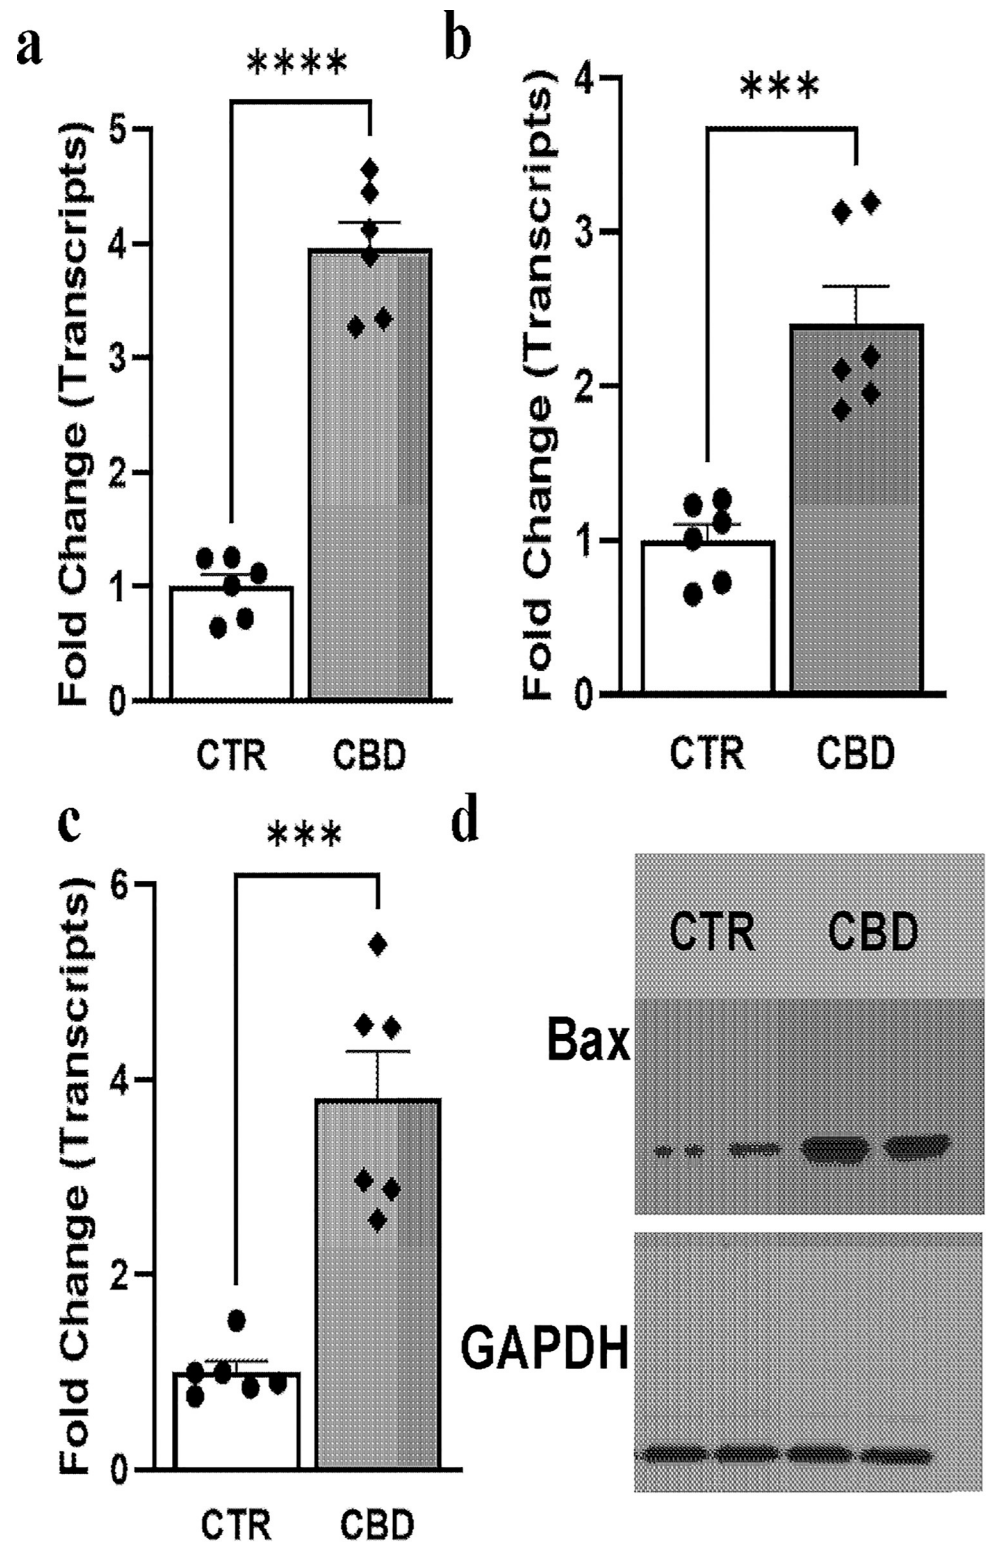 a
****
Fold Change (Transcripts)
5
4
3
2
1
0
CTR CBD
b
***
Fold Change (Transcripts)
4
3
2
1
0
CTR CBD
c
***
Fold Change (Transcripts)
6
4
2
0
CTR CBD
d
CTR CBD
Bax
GAPDH